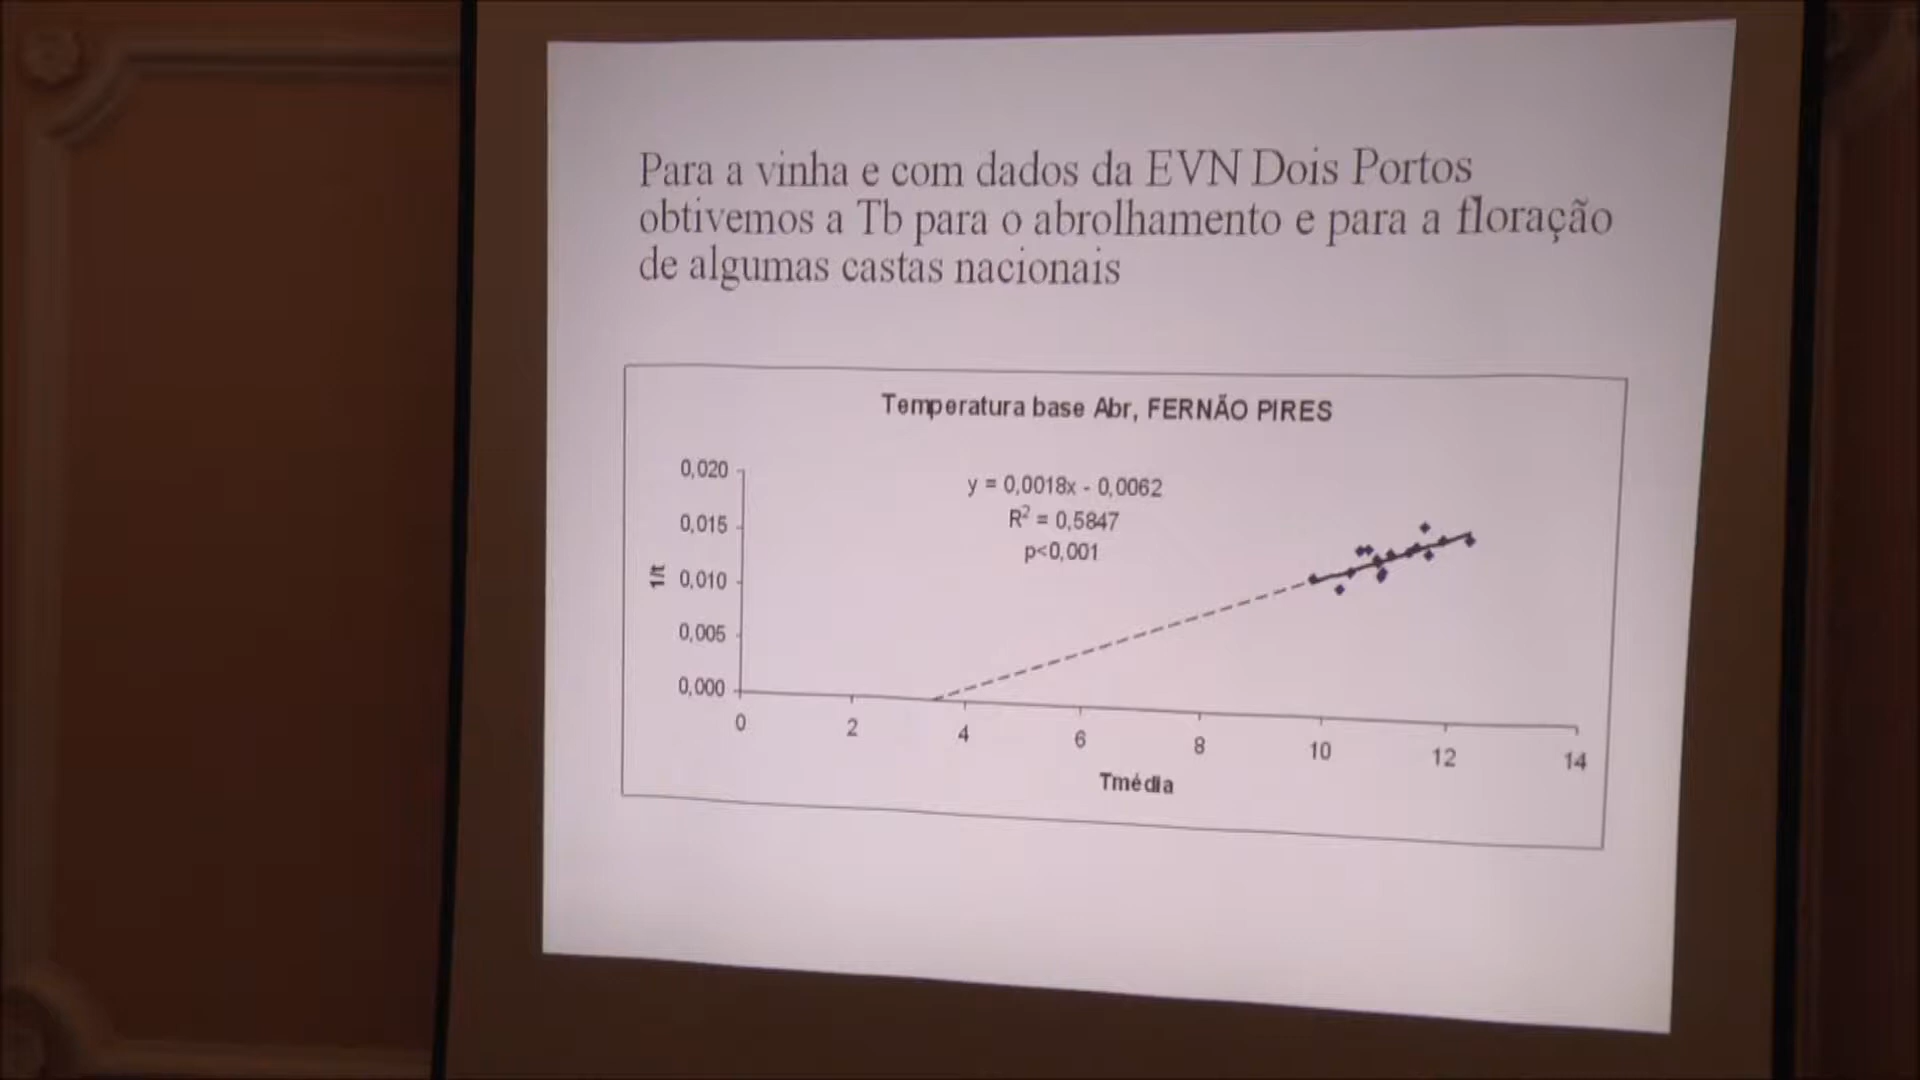 Para a vinha e com dados da EVN Dois Portos
obtivemos a Tb para o abrolhamento e para a floração
de algumas castas nacionais
Temperatura base Abr, FERNÃO PIRES
y = 0,0018x - 0,0062
R² = 0,5847
p<0,001
0,020
0,015
0,010
0,005
0,000
1/t
0 2 4 6 8 10 12 14
Tmédia